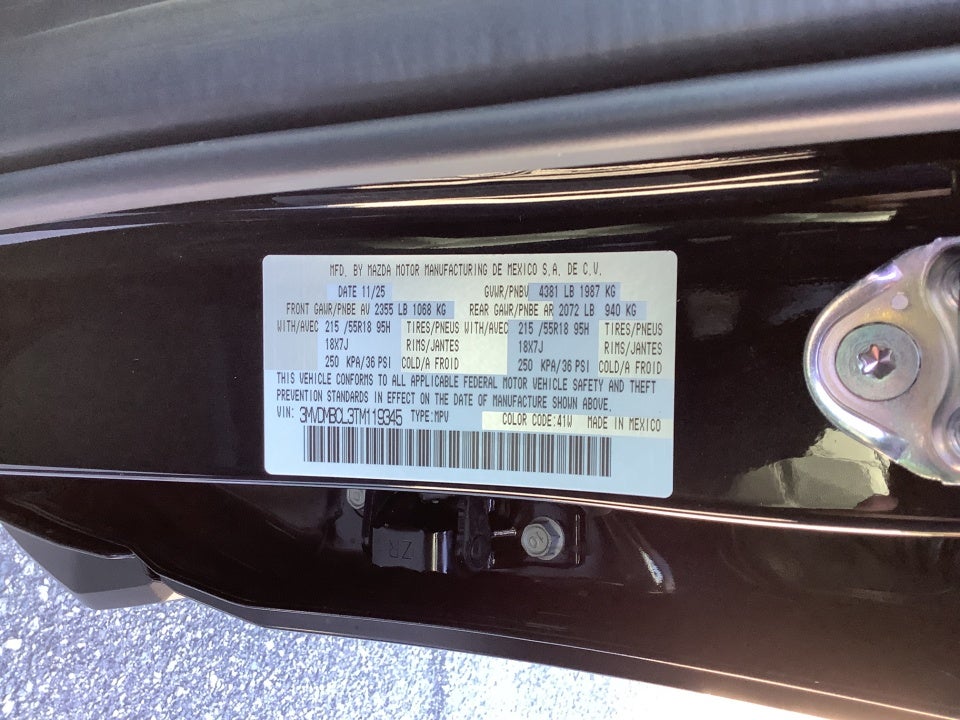 MFD. BY MAZDA MOTOR MANUFACTURING DE MEXICO S.A. DE C.V.
DATE 11/25 GVWR/PNBV 4381 LB 1987 KG
FRONT GAWR/PNBE AV 2355 LB 1068 KG REAR GAWR/PNBE AR 2072 LB 940 KG
WITH/AVEC 215 /55R18 95H TIRES/PNEUS WITH/AVEC 215 /55R18 95H TIRES/PNEUS
18X7J RIMS/JANTES 18X7J RIMS/JANTES
250 KPA/36 PSI COLD/A FROID 250 KPA/36 PSI COLD/A FROID
THIS VEHICLE CONFORMS TO ALL APPLICABLE FEDERAL MOTOR VEHICLE SAFETY AND THEFT
PREVENTION STANDARDS IN EFFECT ON THE DATE OF MANUFACTURE SHOWN ABOVE.
VIN: 3MVDMBCL3TM119345 TYPE:MPV COLOR CODE:41W MADE IN MEXICO
ZR
10